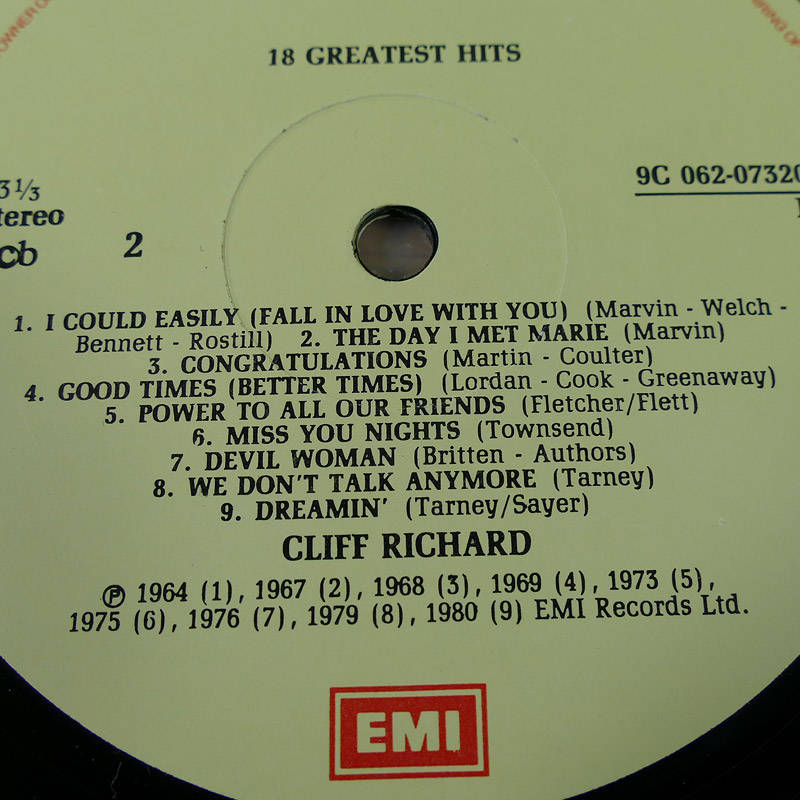 18 GREATEST HITS
3⅓
9C 062-07320
tereo
cb 2
1. I COULD EASILY (FALL IN LOVE WITH YOU) (Marvin - Welch -
Bennett - Rostill) 2. THE DAY I MET MARIE (Marvin)
3. CONGRATULATIONS (Martin - Coulter)
4. GOOD TIMES (BETTER TIMES) (Lordan - Cook - Greenaway)
5. POWER TO ALL OUR FRIENDS (Fletcher/Flett)
6. MISS YOU NIGHTS (Townsend)
7. DEVIL WOMAN (Britten - Authors)
8. WE DON'T TALK ANYMORE (Tarney)
9. DREAMIN' (Tarney/Sayer)
CLIFF RICHARD
Ⓟ 1964 (1), 1967 (2), 1968 (3), 1969 (4), 1973 (5),
1975 (6), 1976 (7), 1979 (8), 1980 (9) EMI Records Ltd.
EMI